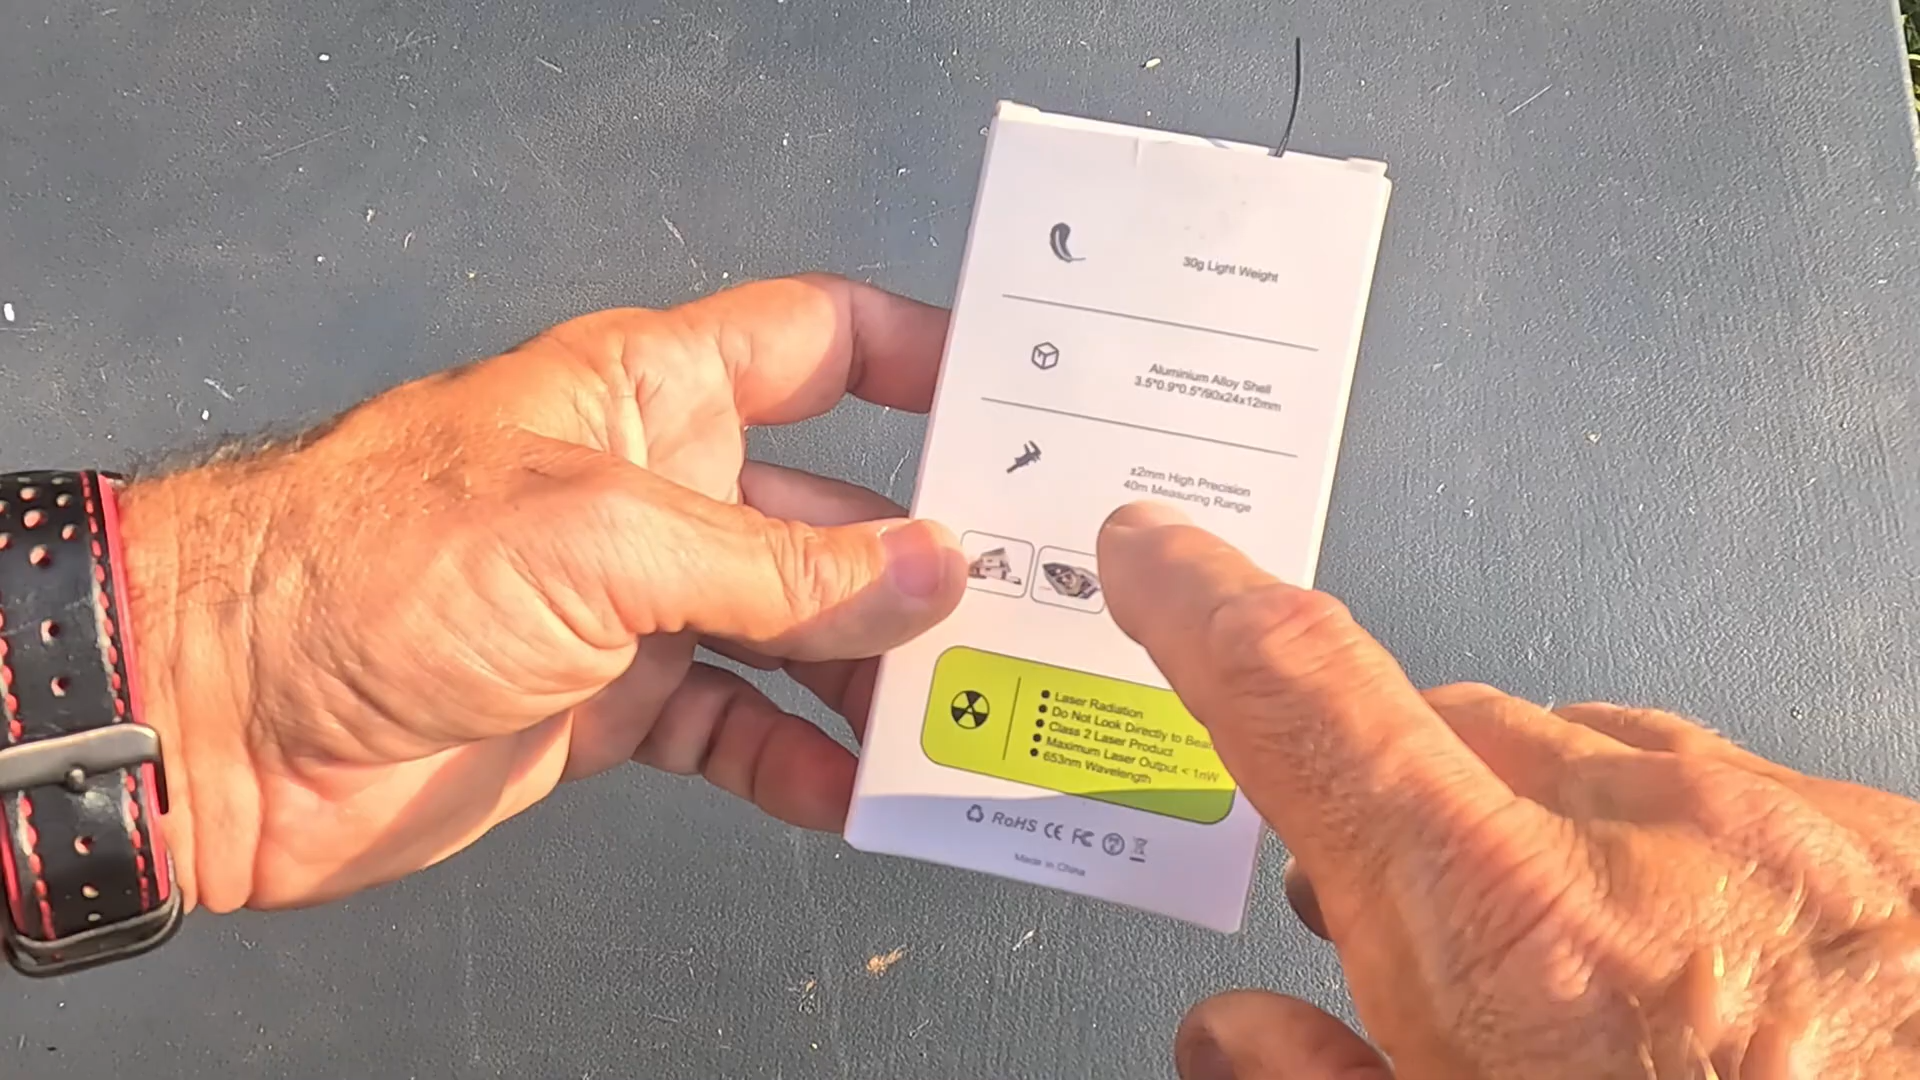 30g Light Weight
Aluminium Alloy Shell
3.5"0.9"0.5"/90x24x12mm
±2mm High Precision
40m Measuring Range
Laser Radiation
Do Not Look Directly to Beam
Class 2 Laser Product
Maximum Laser Output < 1nW
653nm Wavelength
RoHS CE FC
Made in China